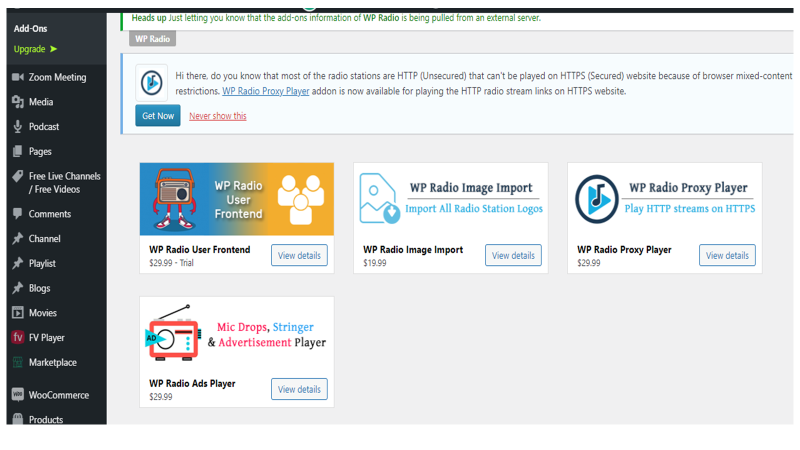 Heads up Just letting you know that the add-ons information of WP Radio is being pulled from an external server.
Add-Ons
Upgrade ➤
Zoom Meeting
Media
Podcast
Pages
Free Live Channels
/ Free Videos
Comments
Channel
Playlist
Blogs
Movies
fv FV Player
Marketplace
WooCommerce
Products
WP Radio
Hi there, do you know that most of the radio stations are HTTP (Unsecured) that can't be played on HTTPS (Secured) website because of browser mixed-content
restrictions. WP Radio Proxy Player addon is now available for playing the HTTP radio stream links on HTTPS website.
Get Now Never show this
WP Radio
User
Frontend
WP Radio User Frontend
$29.99 - Trial
View details
WP Radio Image Import
Import All Radio Station Logos
WP Radio Image Import
$19.99
View details
WP Radio Proxy Player
Play HTTP streams on HTTPS
WP Radio Proxy Player
$29.99
View details
AD
Mic Drops, Stringer
& Advertisement Player
WP Radio Ads Player
$29.99
View details